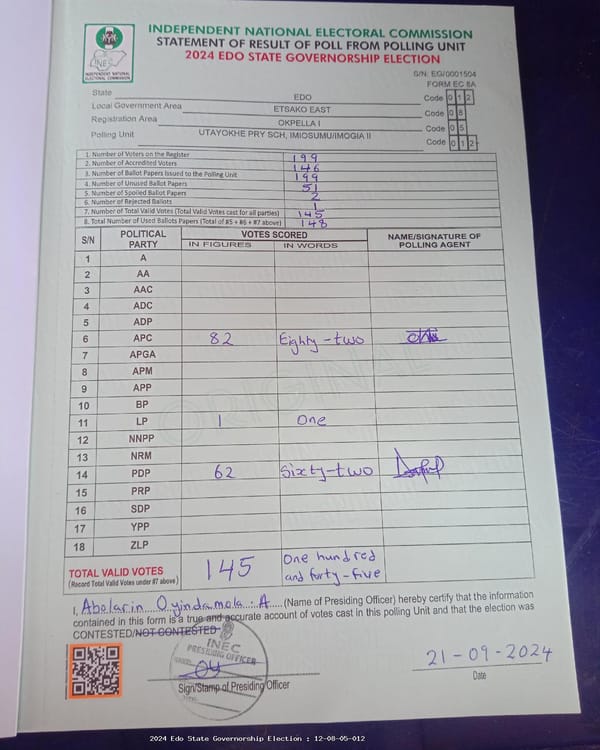 INDEPENDENT NATIONAL ELECTORAL COMMISSION
STATEMENT OF RESULT OF POLL FROM POLLING UNIT
2024 EDO STATE GOVERNORSHIP ELECTION
INEC
INDEPENDENT NATIONAL
ELECTORAL COMMISSION
S/N: EG/0001504
FORM EC 8A
State EDO Code 0 1 2
Local Government Area ETSAKO EAST Code 0 8
Registration Area OKPELLA I Code 0 5
Polling Unit UTAYOKHE PRY SCH, IMIOSUMU/IMOGIA II Code 0 1 2
1. Number of Voters on the Register 199
2. Number of Accredited Voters 146
3. Number of Ballot Papers Issued to the Polling Unit 199
4. Number of Unused Ballot Papers 51
5. Number of Spoiled Ballot Papers 2
6. Number of Rejected Ballots 1
7. Number of Total Valid Votes (Total Valid Votes cast for all parties) 145
8. Total Number of Used Ballots Papers (Total of #5 + #6 + #7 above) 148
S/N POLITICAL PARTY VOTES SCORED NAME/SIGNATURE OF POLLING AGENT
IN FIGURES IN WORDS
1 A
2 AA
3 AAC
4 ADC
5 ADP
6 APC 82 Eighty-two
7 APGA
8 APM
9 APP
10 BP
11 LP 1 One
12 NNPP
13 NRM
14 PDP 62 Sixty-two
15 PRP
16 SDP
17 YPP
18 ZLP
ORIGINAL
TOTAL VALID VOTES 145 One hundred
(Record Total Valid Votes under #7 above) and forty-five
I, Abolarin Oyindamola A (Name of Presiding Officer) hereby certify that the information
contained in this form is a true and accurate account of votes cast in this polling Unit and that the election was
CONTESTED/NOT CONTESTED
INEC
PRESIDING OFFICER
21-09-2024
Sign/Stamp of Presiding Officer
Date
2024 Edo State Governorship Election : 12-08-05-012